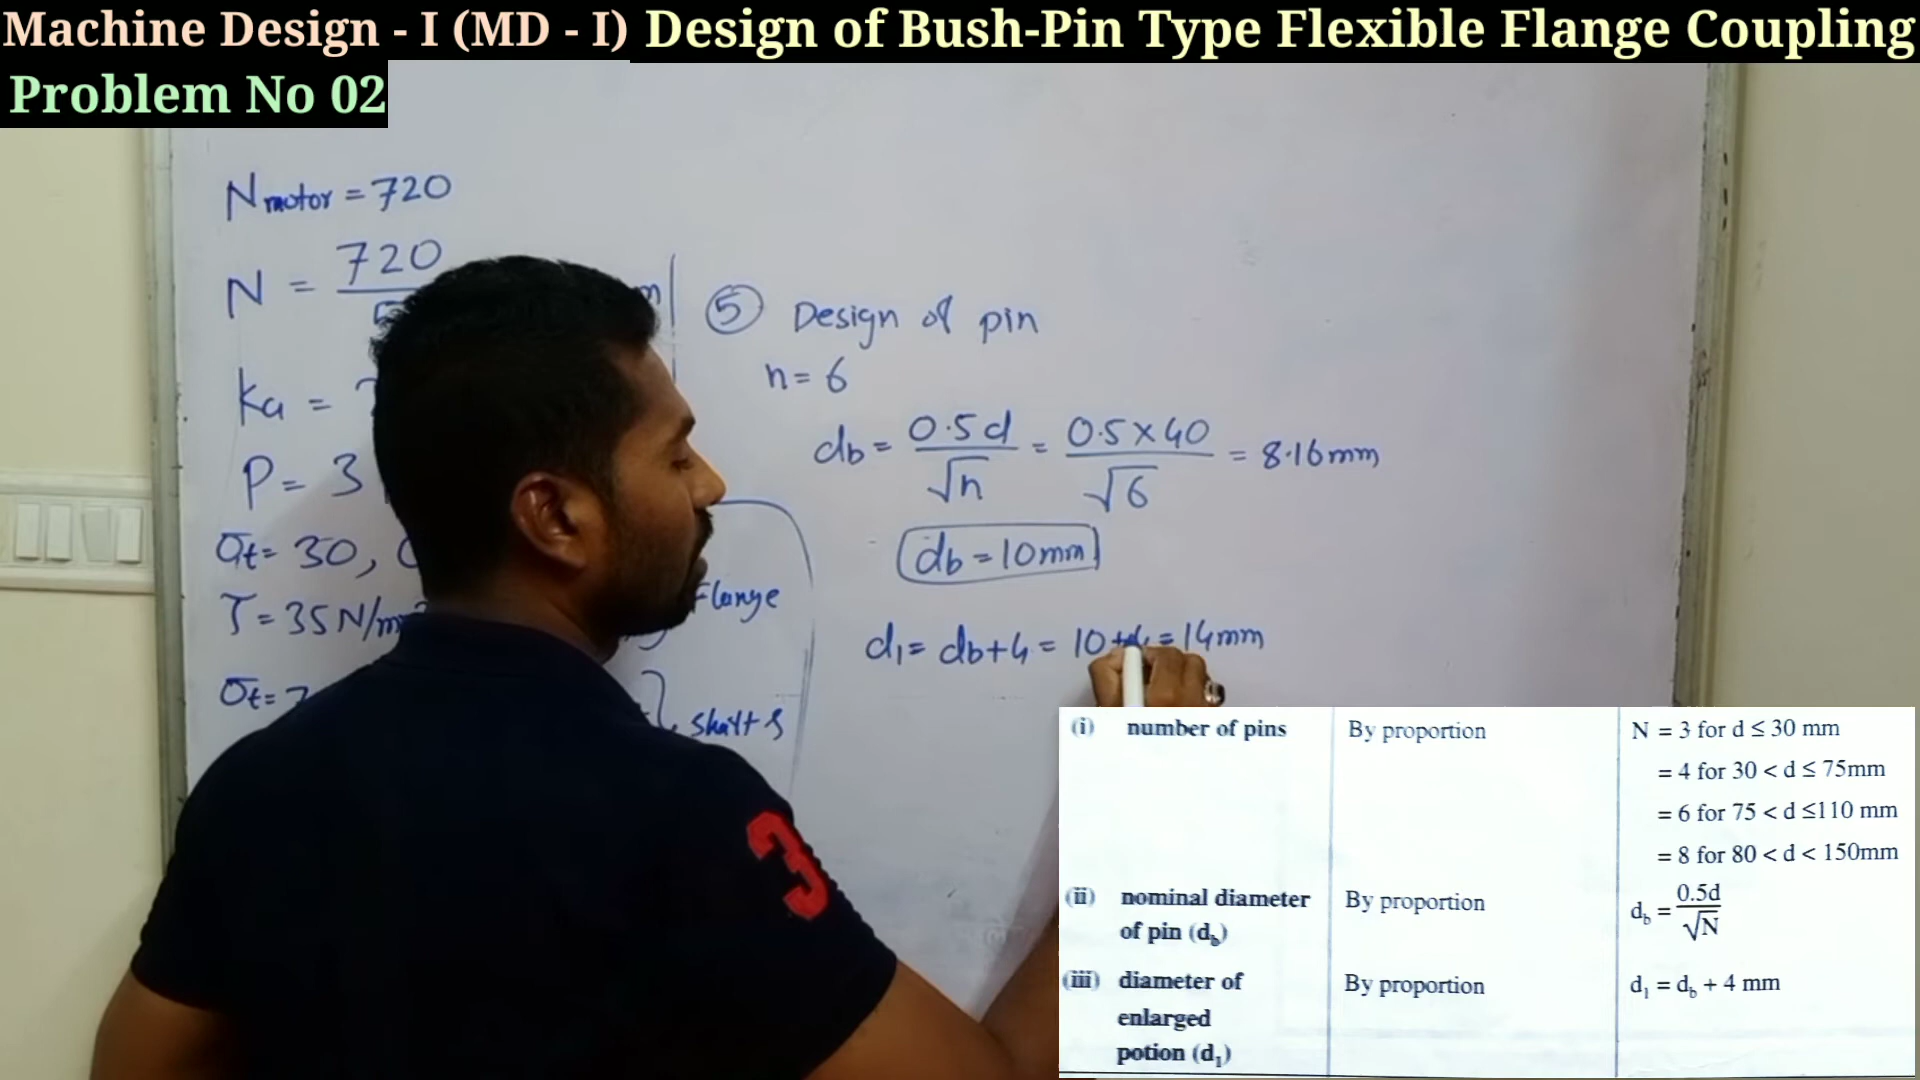 Machine Design - I (MD - I) Design of Bush-Pin Type Flexible Flange Coupling
Problem No 02
Nmotor = 720
N = 720
Ka =
P = 3
σt = 30,
τ = 35 N/m
σt =
Flange
shaft &
⑤ Design of pin
n = 6
db = 0.5d / √n = 0.5 × 40 / √6 = 8.16mm
db = 10mm
d1 = db + 4 = 10 + 4 = 14mm
(i) number of pins By proportion N = 3 for d ≤ 30 mm
= 4 for 30 < d ≤ 75mm
= 6 for 75 < d ≤110 mm
= 8 for 80 < d < 150mm
(ii) nominal diameter of pin (db) By proportion db = 0.5d / √N
(iii) diameter of enlarged potion (d1) By proportion d1 = db + 4 mm
3